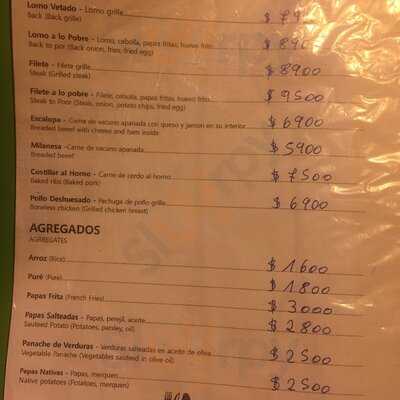 Lomo Vetado - Lomo grille
Back (Back grille)
Lomo a lo Pobre - Lomo, cebolla, papas fritas, huevo frito
Back to por (Back onion, fries, fried egg)
Filete - Filete grille $ 8900
Steak (Grilled steak)
Filete a lo pobre - Filete, cebolla, papas fritas, huevo frito $ 9500
Steak to Poor (Steak, onion, potato chips, fried egg)
Escalopa - Carne de vacuno apanada con queso y jamon en su interior $ 6900
Breaded beef with cheese and ham inside
Milanesa -Carne de vacuno apanada $ 5900
Breaded beef
Costillar al Horno - Carne de cerdo al horno $ 7500
Baked ribs (Baked pork)
Pollo Deshuesado - Pechuga de pollo grille $ 6900
Boneless chicken (Grilled chicken breast)
AGREGADOS
AGRREGATES
Arroz (Rice) $ 1600
Puré (Pure) $ 1800
Papas Frita (French Fried) $ 3000
Papas Salteadas - Papas, perejil, aceite $ 2800
Sauteed Potato (Potatoes, parsley, oil)
Panache de Verduras - Verduras salteadas en aceite de oliva $ 2500
Vegetable Panache (Vegetables sauteed in olive oil)
Papas Nativas - Papas, merquen $ 2500
Native potatoes (Potatoes, merquen)